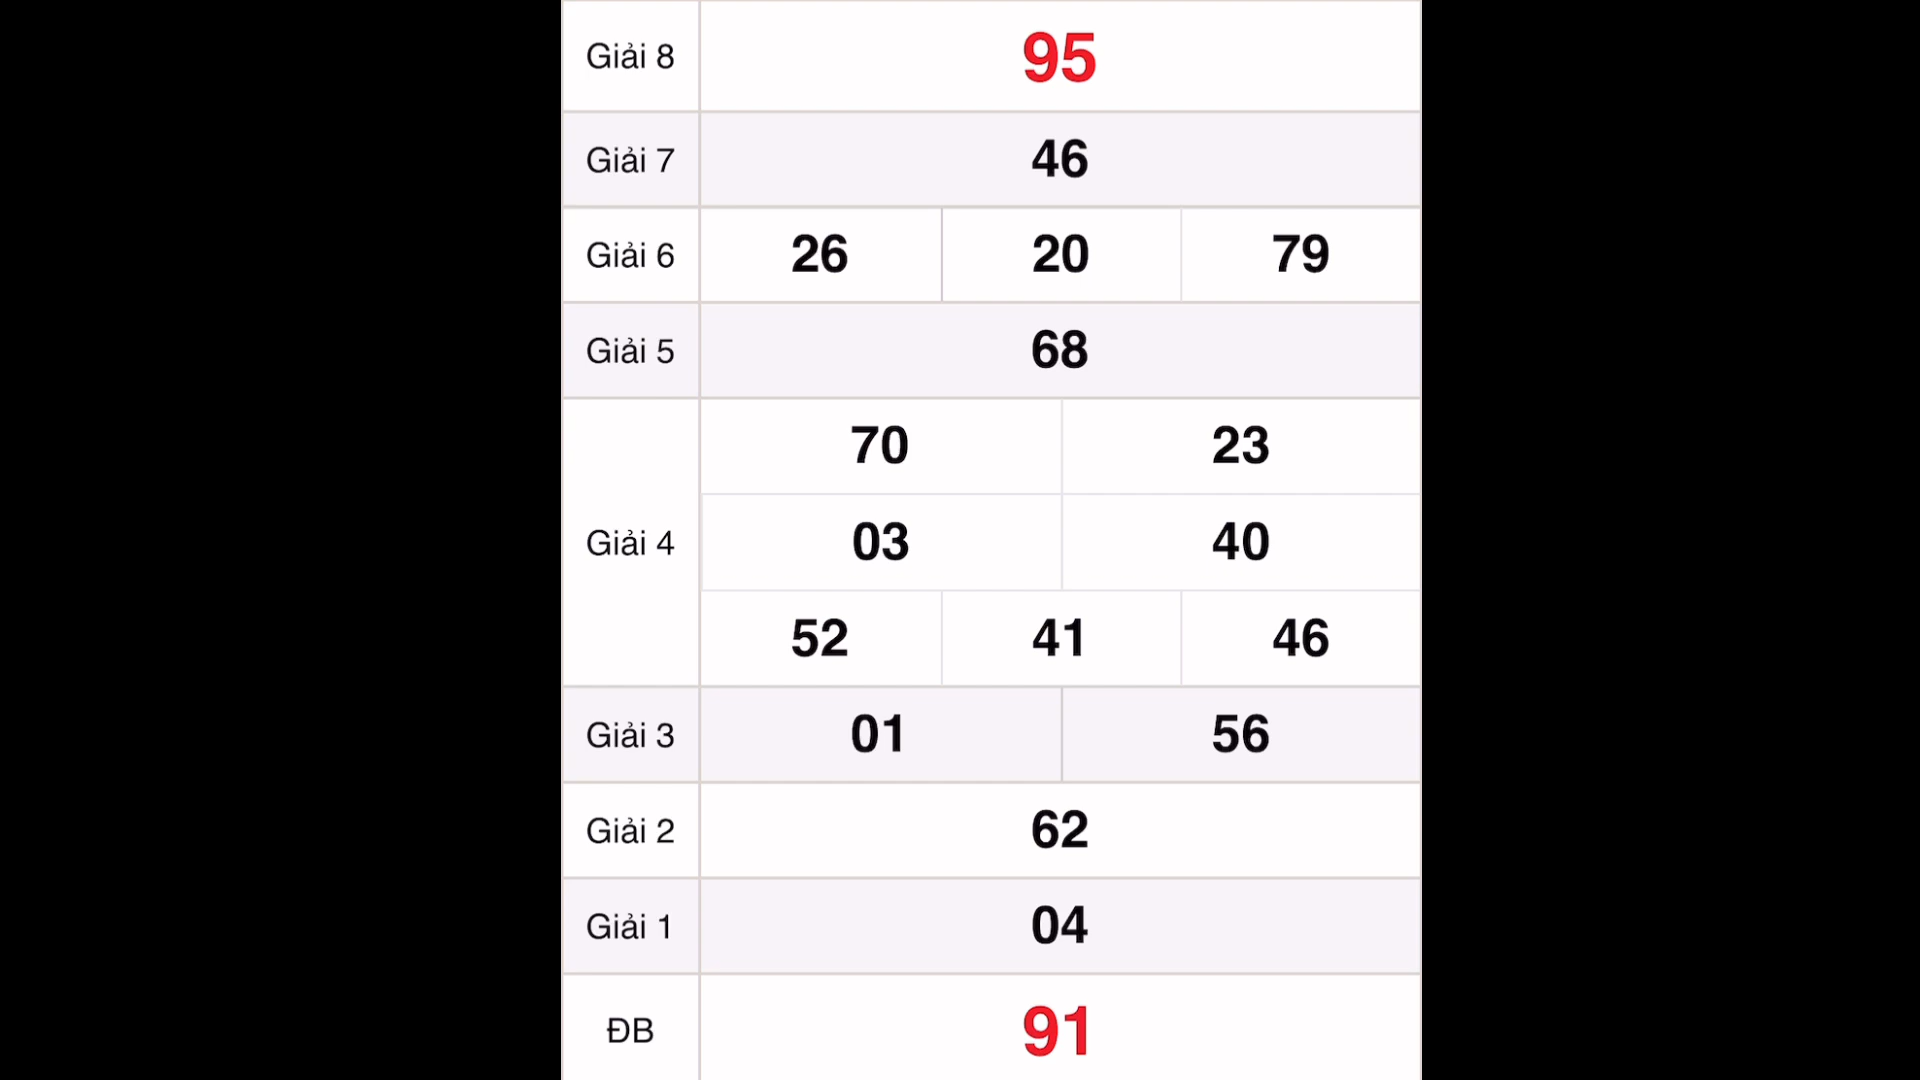 Giải 8 95
Giải 7 46
Giải 6 26 20 79
Giải 5 68
70 23
Giải 4 03 40
52 41 46
Giải 3 01 56
Giải 2 62
Giải 1 04
ĐB 91